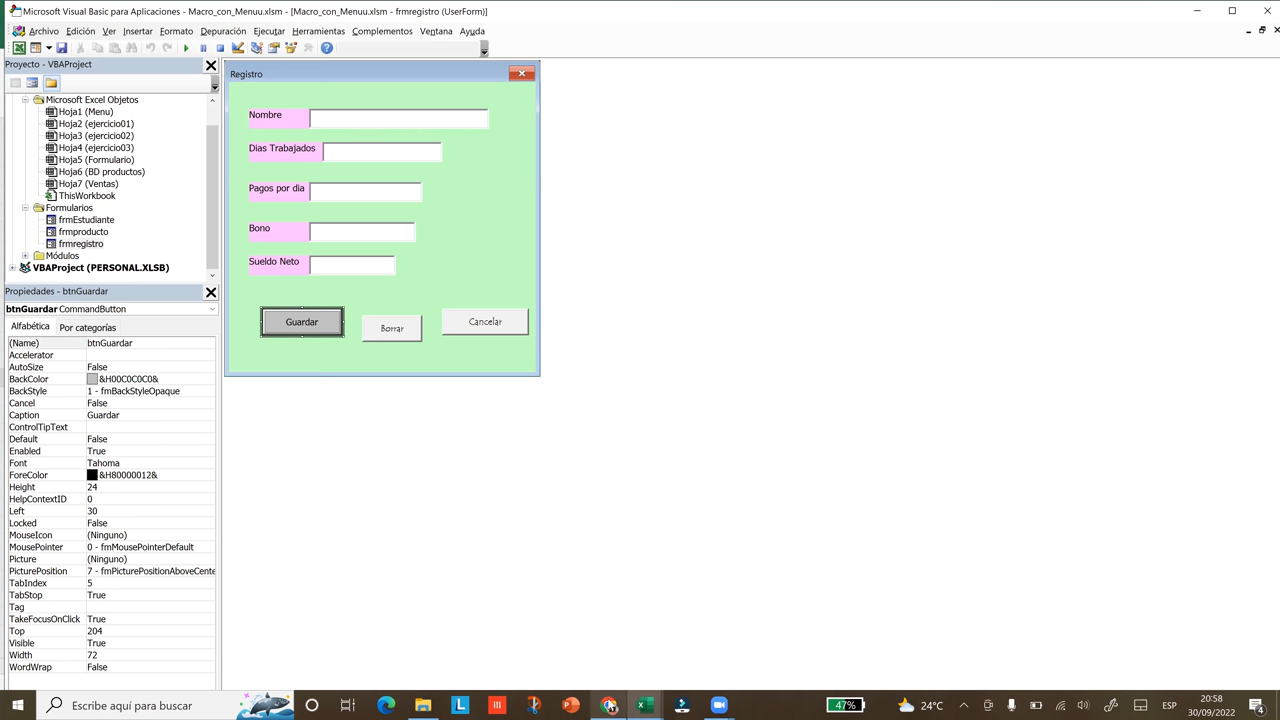 Microsoft Visual Basic para Aplicaciones - Macro_con_Menuu.xlsm - [Macro_con_Menuu.xlsm - frmregistro (UserForm)]
Archivo Edición Ver Insertar Formato Depuración Ejecutar Herramientas Complementos Ventana Ayuda
Proyecto - VBAProject
Microsoft Excel Objetos
Hoja1 (Menu)
Hoja2 (ejercicio01)
Hoja3 (ejercicio02)
Hoja4 (ejercicio03)
Hoja5 (Formulario)
Hoja6 (BD productos)
Hoja7 (Ventas)
ThisWorkbook
Formularios
frmEstudiante
frmproducto
frmregistro
Módulos
VBAProject (PERSONAL.XLSB)
Propiedades - btnGuardar
btnGuardar CommandButton
Alfabética Por categorías
(Name) btnGuardar
Accelerator
AutoSize False
BackColor &H00C0C0C0&
BackStyle 1 - fmBackStyleOpaque
Cancel False
Caption Guardar
ControlTipText
Default False
Enabled True
Font Tahoma
ForeColor &H80000012&
Height 24
HelpContextID 0
Left 30
Locked False
MouseIcon (Ninguno)
MousePointer 0 - fmMousePointerDefault
Picture (Ninguno)
PicturePosition 7 - fmPicturePositionAboveCente
TabIndex 5
TabStop True
Tag
TakeFocusOnClick True
Top 204
Visible True
Width 72
WordWrap False
Registro
Nombre
Dias Trabajados
Pagos por dia
Bono
Sueldo Neto
Guardar Borrar Cancelar
Escribe aquí para buscar
47%
24°C
ESP
20:58
30/09/2022
4